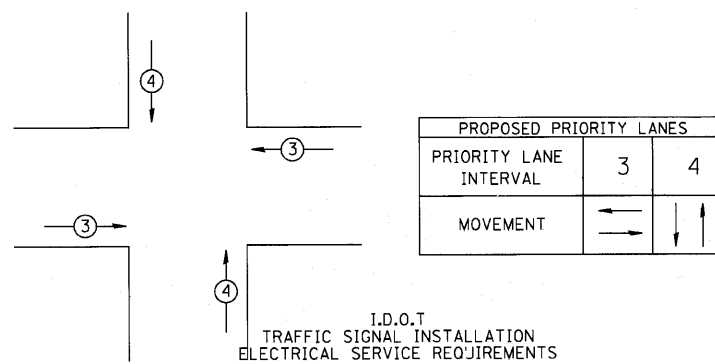 4
3
PROPOSED PRIORITY LANES
PRIORITY LANE
INTERVAL
3
4
MOVEMENT
3
4
I.D.O.T
TRAFFIC SIGNAL INSTALLATION
ELECTRICAL SERVICE REQUIREMENTS